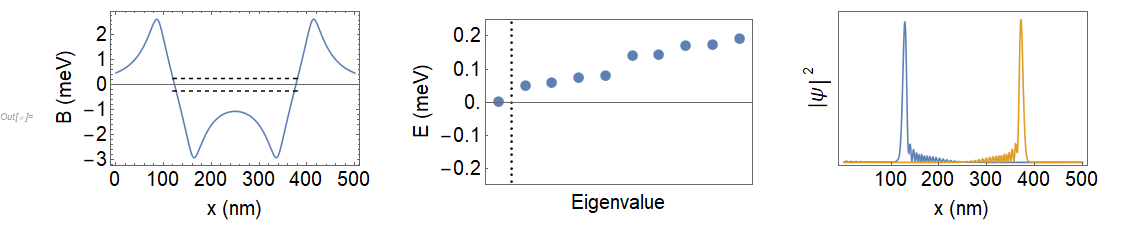 Out[•]=
B (meV)
2
1
0
−1
−2
−3
0 100 200 300 400 500
x (nm)
E (meV)
0.2
0.1
0.
−0.1
−0.2
Eigenvalue
|ψ|²
100 200 300 400 500
x (nm)